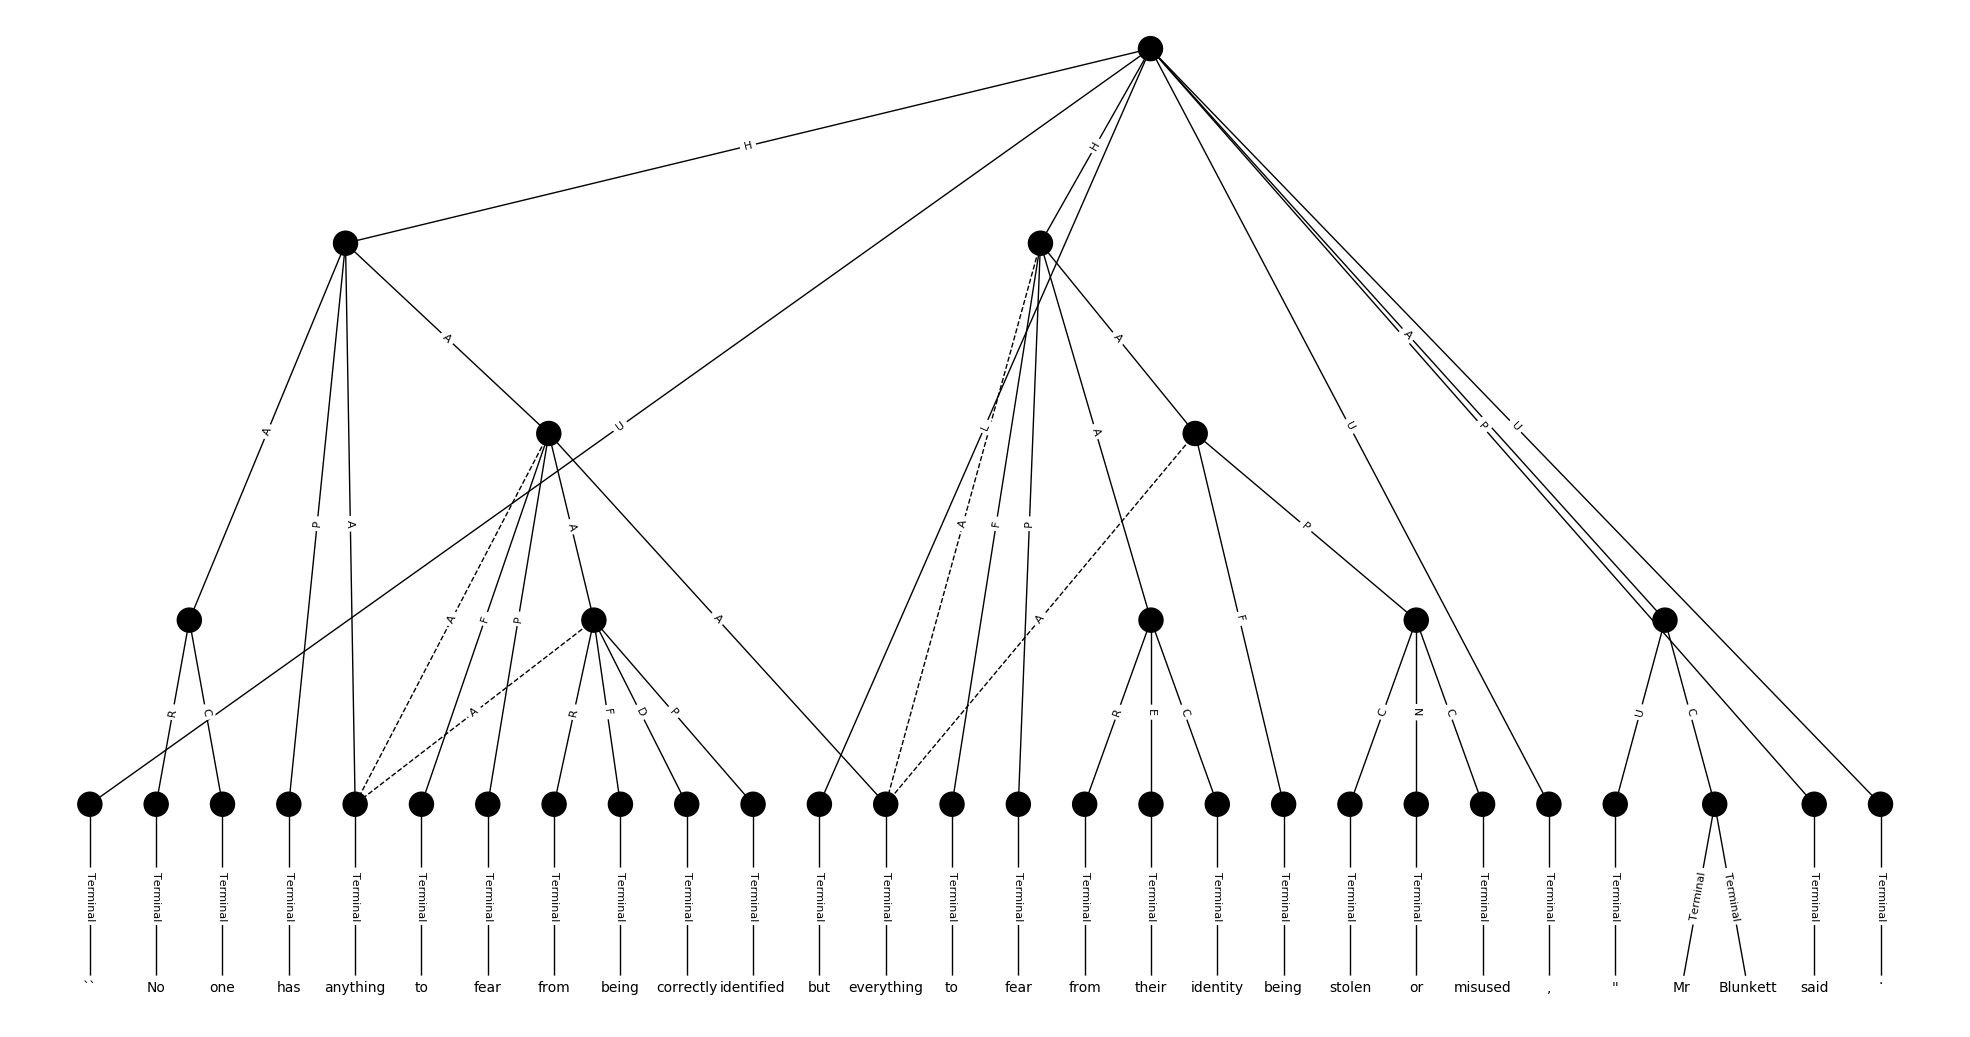 H
H
U
L
A
A
A
A
U
P
U
A
P
A
A
A
F
P
A
F
P
A
A
A
F
P
A
F
R
C
A
R
F
D
P
R
E
C
C
N
C
U
C
Terminal Terminal Terminal Terminal Terminal Terminal Terminal Terminal Terminal Terminal Terminal Terminal Terminal Terminal Terminal Terminal Terminal Terminal Terminal Terminal Terminal Terminal Terminal Terminal Terminal Terminal Terminal Terminal
`` No one has anything to fear from being correctly identified but everything to fear from their identity being stolen or misused , " Mr Blunkett said .